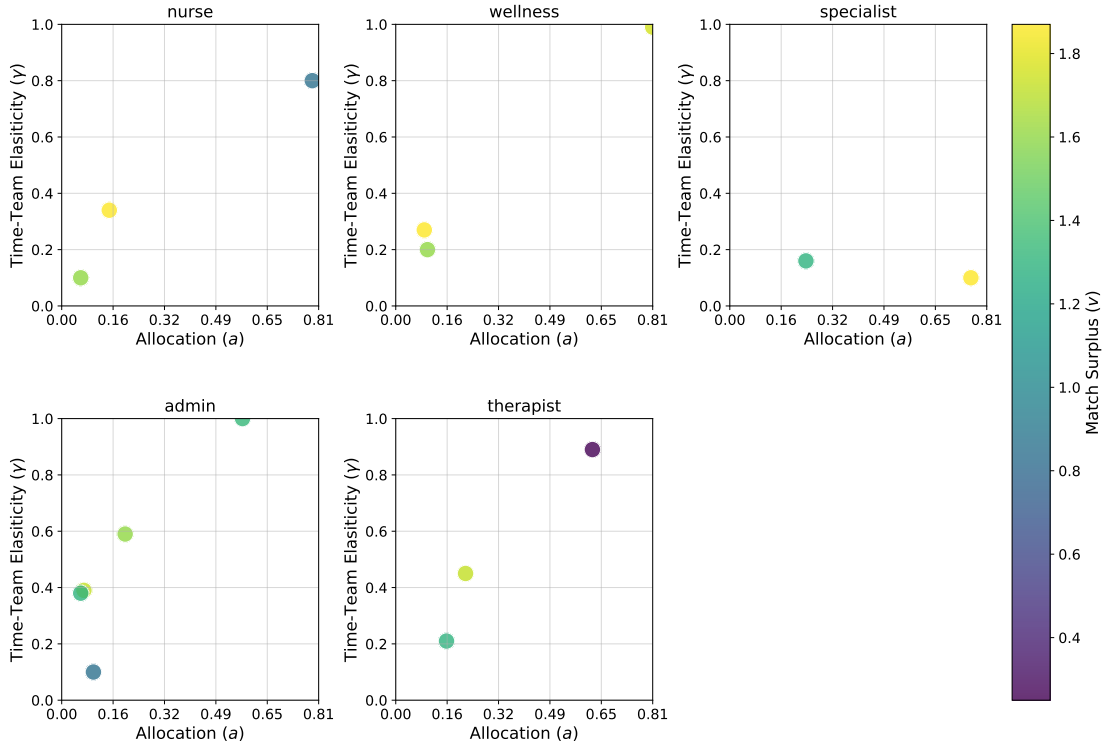 nurse
wellness
specialist
Time-Team Elasiticity (γ)
1.0
0.8
0.6
0.4
0.2
0.0
0.00 0.16 0.32 0.49 0.65 0.81
Allocation (a)
Time-Team Elasiticity (γ)
1.0
0.8
0.6
0.4
0.2
0.0
0.00 0.16 0.32 0.49 0.65 0.81
Allocation (a)
Time-Team Elasiticity (γ)
1.0
0.8
0.6
0.4
0.2
0.0
0.00 0.16 0.32 0.49 0.65 0.81
Allocation (a)
admin
therapist
Time-Team Elasiticity (γ)
1.0
0.8
0.6
0.4
0.2
0.0
0.00 0.16 0.32 0.49 0.65 0.81
Allocation (a)
Time-Team Elasiticity (γ)
1.0
0.8
0.6
0.4
0.2
0.0
0.00 0.16 0.32 0.49 0.65 0.81
Allocation (a)
1.8
1.6
1.4
1.2
1.0
0.8
0.6
0.4
Match Surplus (v)